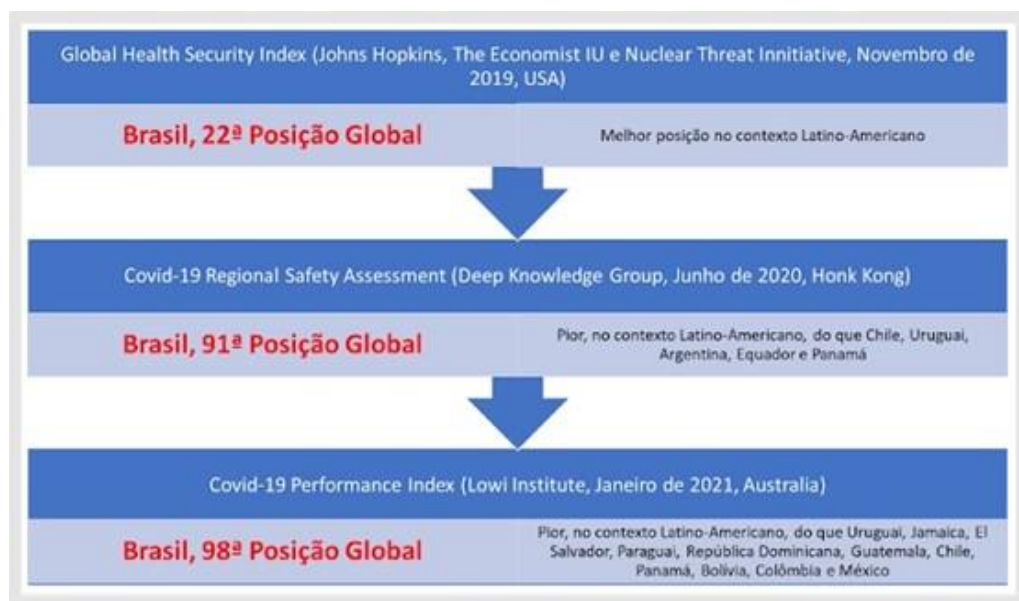 Global Health Security Index (Johns Hopkins, The Economist IU e Nuclear Threat Innitiative, Novembro de
2019, USA)
Brasil, 22ª Posição Global
Melhor posição no contexto Latino-Americano
Covid-19 Regional Safety Assessment (Deep Knowledge Group, Junho de 2020, Honk Kong)
Brasil, 91ª Posição Global
Pior, no contexto Latino-Americano, do que Chile, Uruguai,
Argentina, Equador e Panamá
Covid-19 Performance Index (Lowi Institute, Janeiro de 2021, Australia)
Brasil, 98ª Posição Global
Pior, no contexto Latino-Americano, do que Uruguai, Jamaica, El
Salvador, Paraguai, República Dominicana, Guatemala, Chile,
Panamá, Bolívia, Colômbia e México